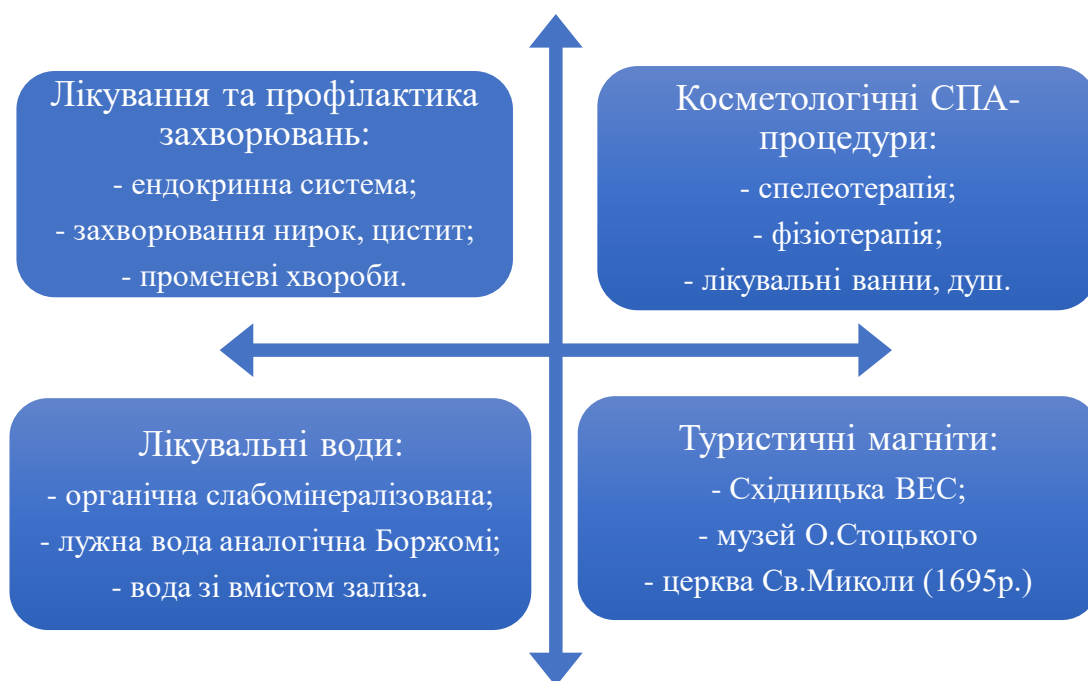 Лікування та профілактика
захворювань:
- ендокринна система;
- захворювання нирок, цистит;
- променеві хвороби.
Косметологічні СПА-
процедури:
- спелеотерапія;
- фізіотерапія;
- лікувальні ванни, душ.
Лікувальні води:
- органічна слабомінералізована;
- лужна вода аналогічна Боржомі;
- вода зі вмістом заліза.
Туристичні магніти:
- Східницька ВЕС;
- музей О.Стоцького
- церква Св.Миколи (1695р.)